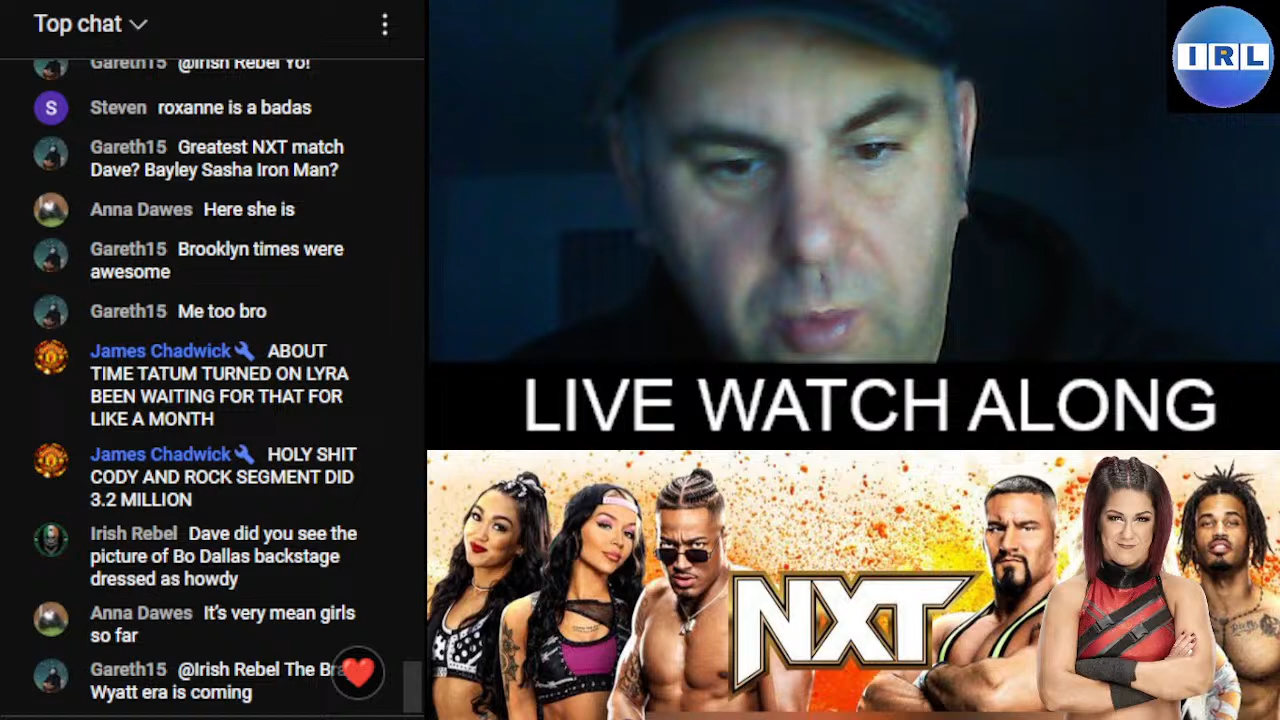 Top chat
Gareth15 @Irish Rebel Yo!
S
Steven roxanne is a badas
Gareth15 Greatest NXT match
Dave? Bayley Sasha Iron Man?
Anna Dawes Here she is
Gareth15 Brooklyn times were
awesome
Gareth15 Me too bro
James Chadwick ABOUT
TIME TATUM TURNED ON LYRA
BEEN WAITING FOR THAT FOR
LIKE A MONTH
James Chadwick HOLY SHIT
CODY AND ROCK SEGMENT DID
3.2 MILLION
Irish Rebel Dave did you see the
picture of Bo Dallas backstage
dressed as howdy
Anna Dawes It's very mean girls
so far
Gareth15 @Irish Rebel The Bra
Wyatt era is coming
IRL
LIVE WATCH ALONG
NXT